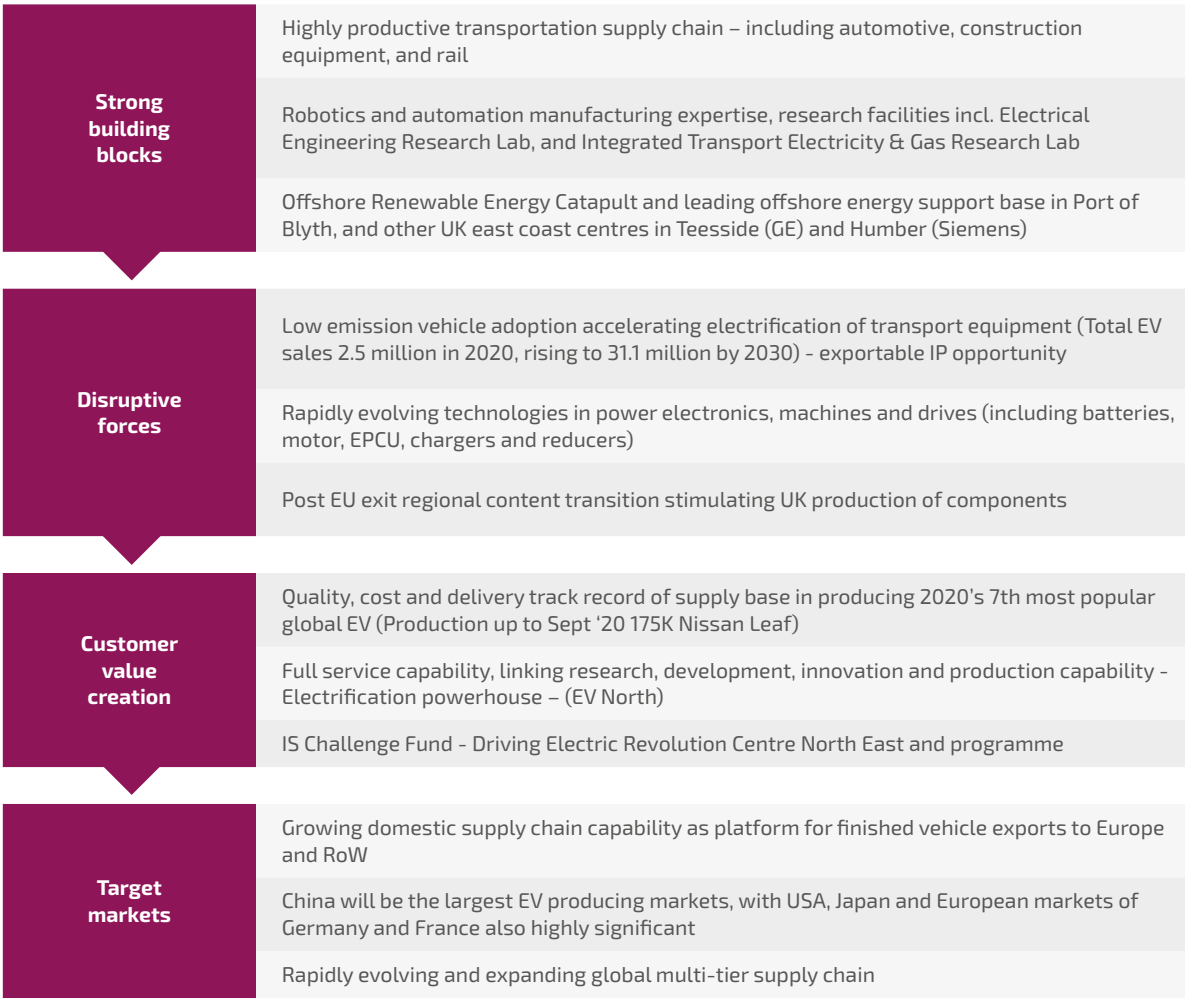 Strong
building
blocks
Highly productive transportation supply chain – including automotive, construction
equipment, and rail
Robotics and automation manufacturing expertise, research facilities incl. Electrical
Engineering Research Lab, and Integrated Transport Electricity & Gas Research Lab
Offshore Renewable Energy Catapult and leading offshore energy support base in Port of
Blyth, and other UK east coast centres in Teesside (GE) and Humber (Siemens)
Disruptive
forces
Low emission vehicle adoption accelerating electrification of transport equipment (Total EV
sales 2.5 million in 2020, rising to 31.1 million by 2030) - exportable IP opportunity
Rapidly evolving technologies in power electronics, machines and drives (including batteries,
motor, EPCU, chargers and reducers)
Post EU exit regional content transition stimulating UK production of components
Customer
value
creation
Quality, cost and delivery track record of supply base in producing 2020’s 7th most popular
global EV (Production up to Sept ‘20 175K Nissan Leaf)
Full service capability, linking research, development, innovation and production capability -
Electrification powerhouse – (EV North)
IS Challenge Fund - Driving Electric Revolution Centre North East and programme
Target
markets
Growing domestic supply chain capability as platform for finished vehicle exports to Europe
and RoW
China will be the largest EV producing markets, with USA, Japan and European markets of
Germany and France also highly significant
Rapidly evolving and expanding global multi-tier supply chain